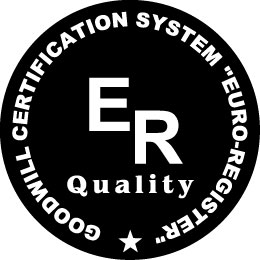 GOODWILL CERTIFICATION SYSTEM "EURO-REGISTER"
ER
Quality